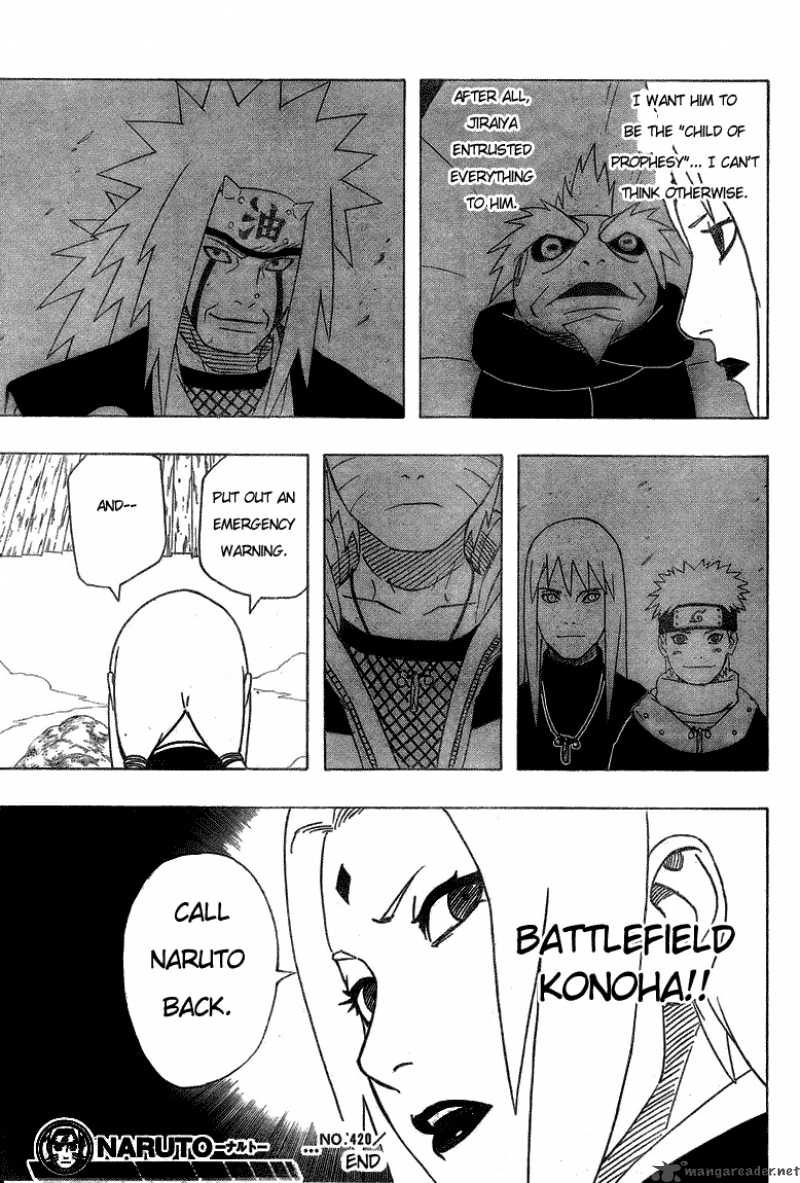 I WANT HIM TO
BE THE "CHILD OF
PROPHESY"... I CAN'T
THINK OTHERWISE.
AFTER ALL,
JIRAIYA
ENTRUSTED
EVERYTHING
TO HIM.
油
PUT OUT AN
EMERGENCY
WARNING.
AND--
BATTLEFIELD
KONOHA!!
CALL
NARUTO
BACK.
NARUTO—ナルト—
... NO.420/
END
mangareader.net